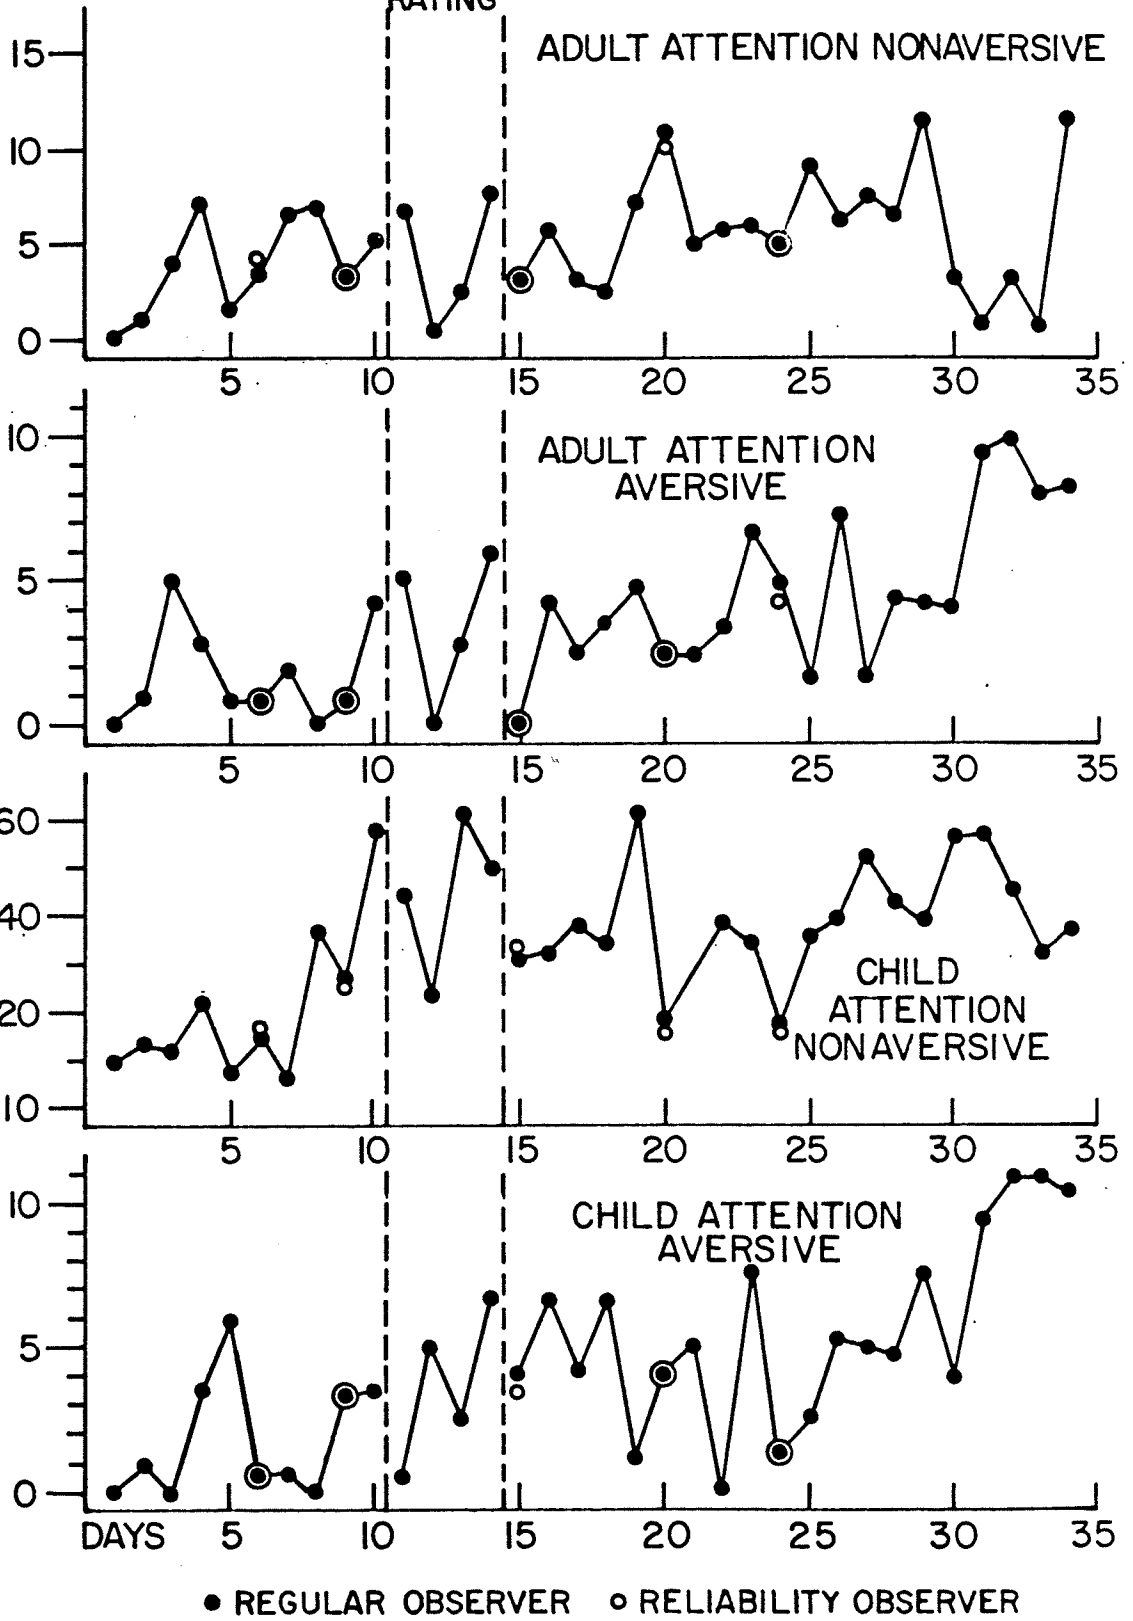 RATING
ADULT ATTENTION NONAVERSIVE
15
10
5
0
5 10 15 20 25 30 35
ADULT ATTENTION
AVERSIVE
10
5
0
5 10 15 20 25 30 35
60
40
20
10
CHILD
ATTENTION
NONAVERSIVE
5 10 15 20 25 30 35
CHILD ATTENTION
AVERSIVE
10
5
0
DAYS 5 10 15 20 25 30 35
● REGULAR OBSERVER ○ RELIABILITY OBSERVER